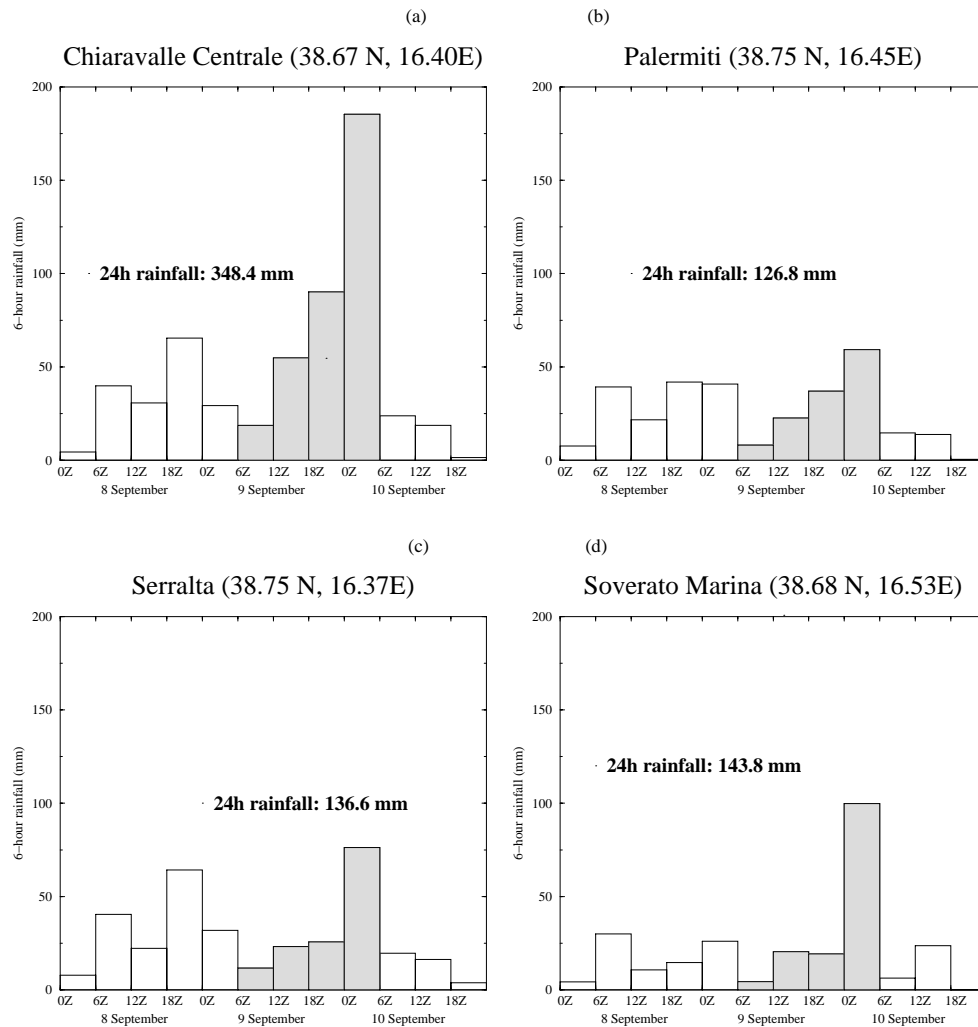 (a)
Chiaravalle Centrale (38.67 N, 16.40E)
200
150
100
50
0
6−hour rainfall (mm)
24h rainfall: 348.4 mm
0Z 6Z 12Z 18Z 0Z 6Z 12Z 18Z 0Z 6Z 12Z 18Z
8 September 9 September 10 September
(b)
Palermiti (38.75 N, 16.45E)
200
150
100
50
0
6−hour rainfall (mm)
24h rainfall: 126.8 mm
0Z 6Z 12Z 18Z 0Z 6Z 12Z 18Z 0Z 6Z 12Z 18Z
8 September 9 September 10 September
(c)
Serralta (38.75 N, 16.37E)
200
150
100
50
0
6−hour rainfall (mm)
24h rainfall: 136.6 mm
0Z 6Z 12Z 18Z 0Z 6Z 12Z 18Z 0Z 6Z 12Z 18Z
8 September 9 September 10 September
(d)
Soverato Marina (38.68 N, 16.53E)
200
150
100
50
0
6−hour rainfall (mm)
24h rainfall: 143.8 mm
0Z 6Z 12Z 18Z 0Z 6Z 12Z 18Z 0Z 6Z 12Z 18Z
8 September 9 September 10 September